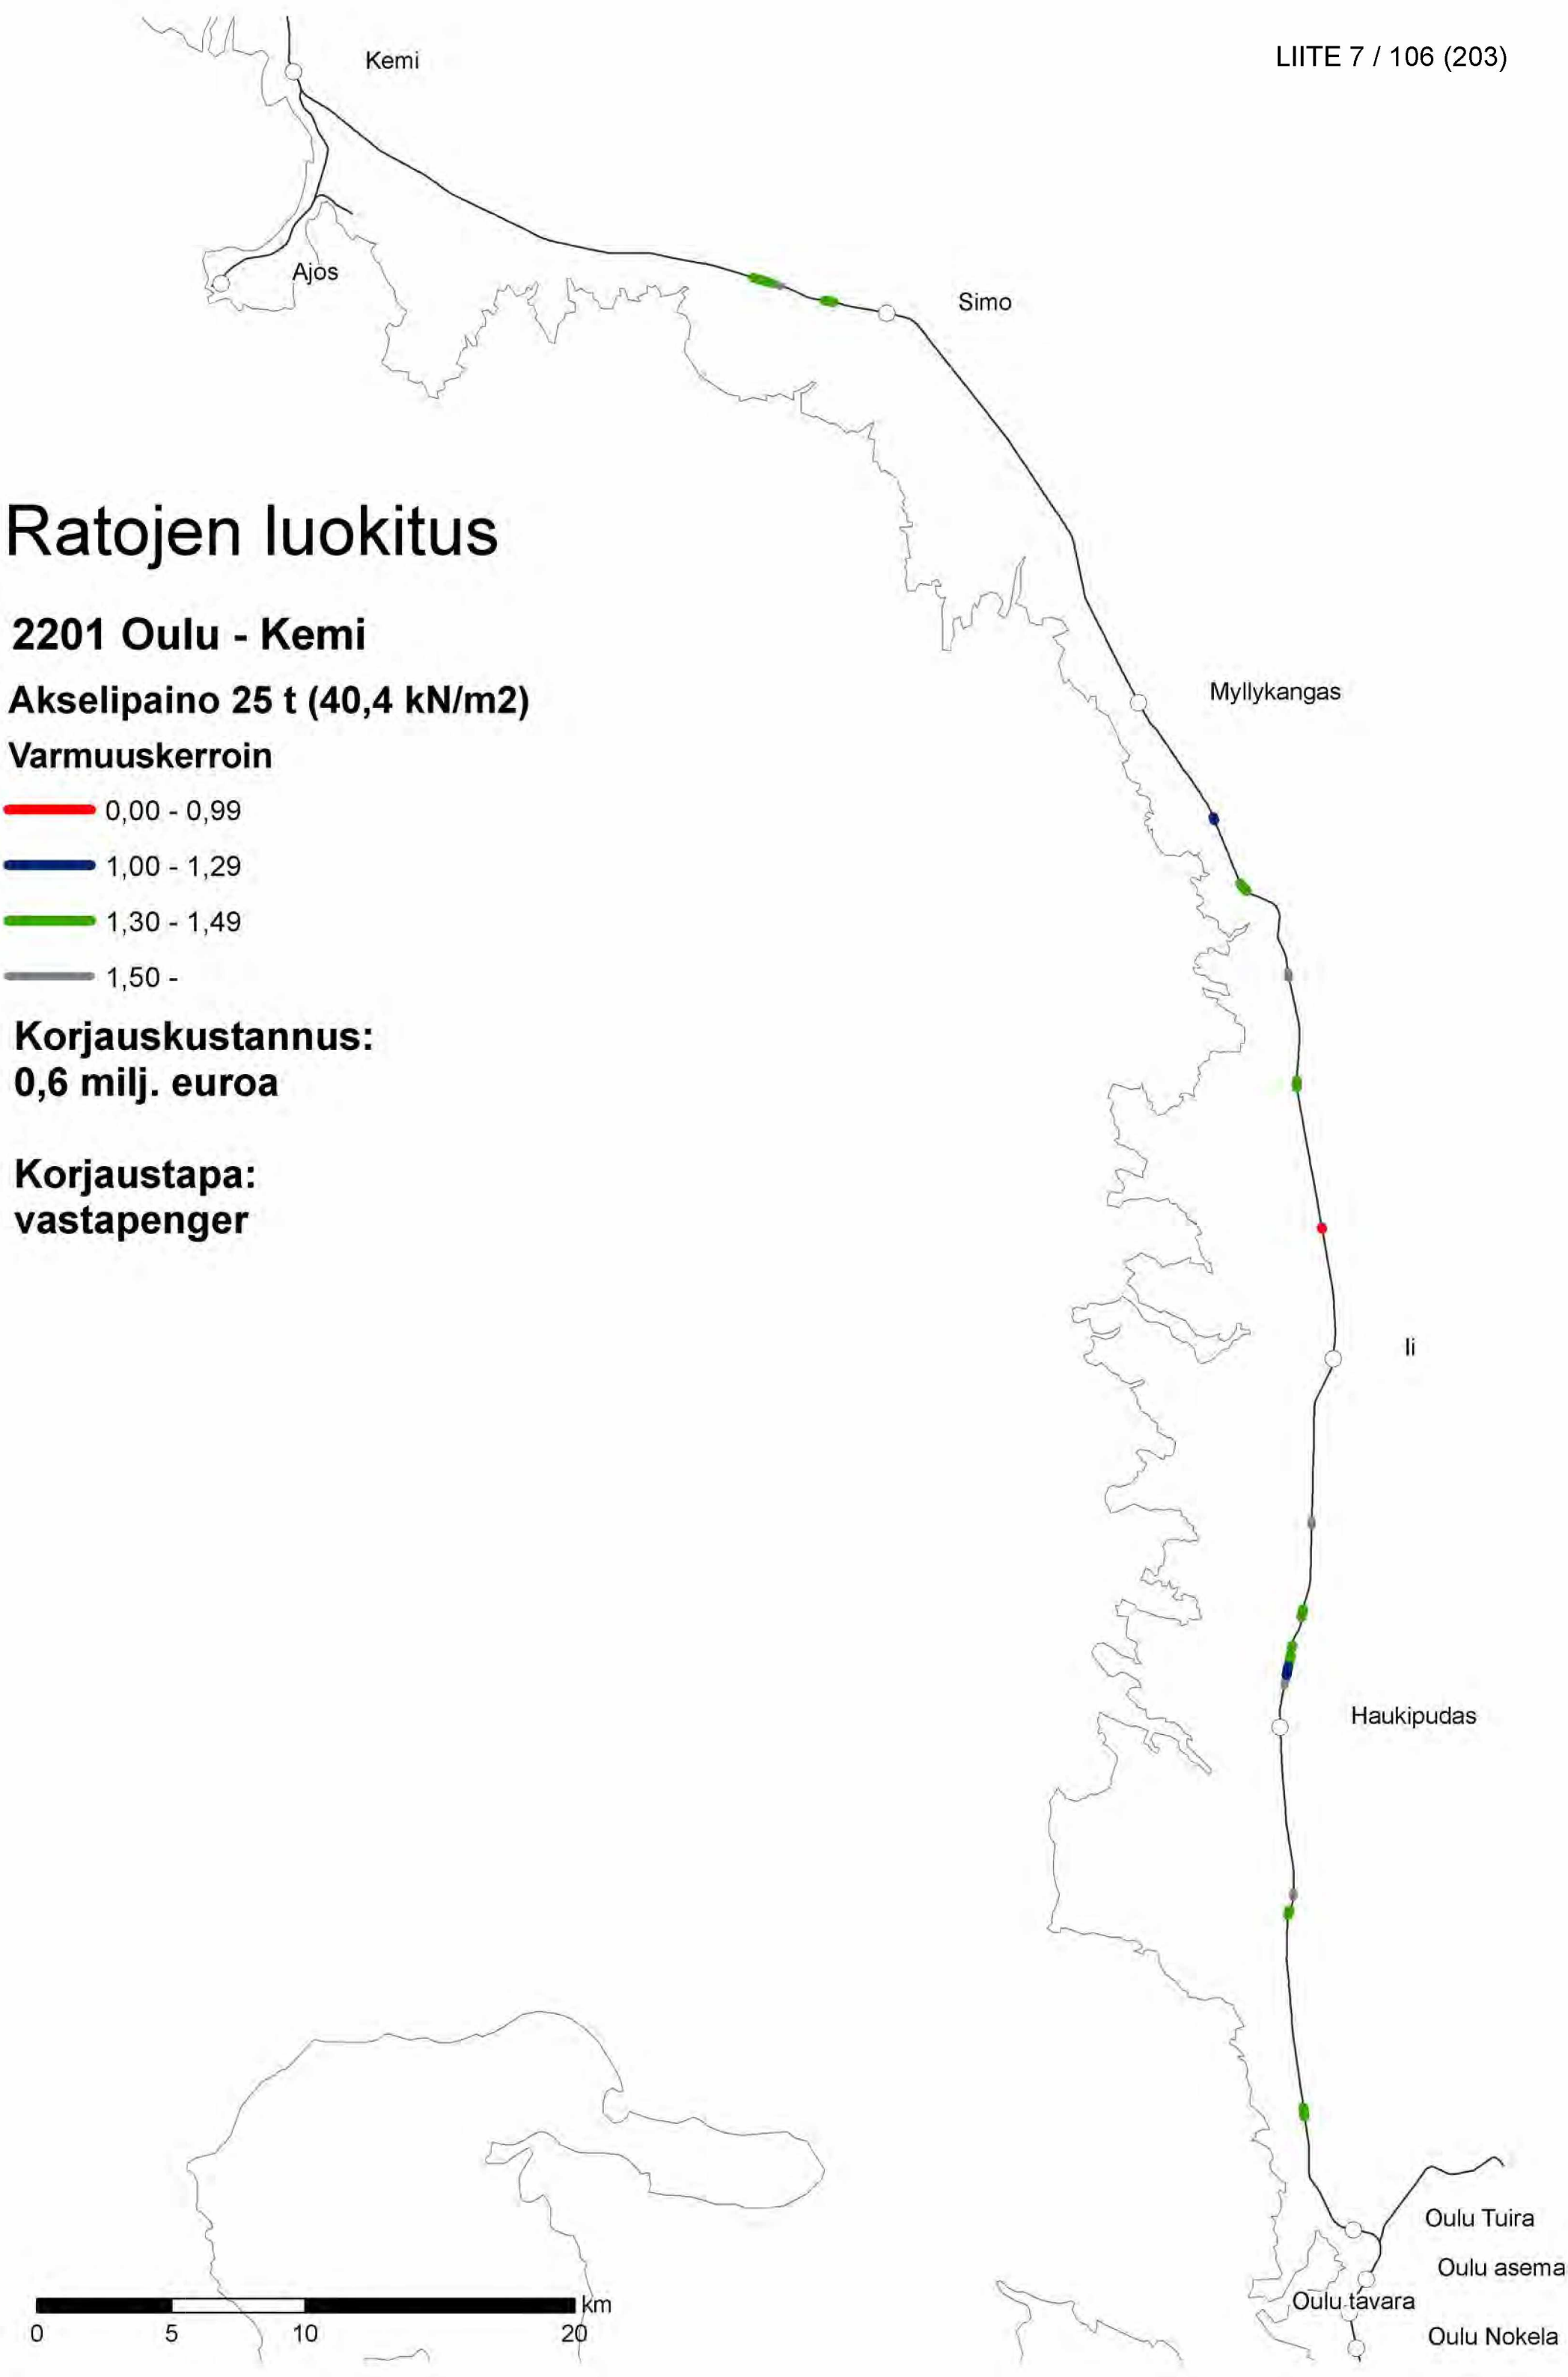 LIITE 7 / 106 (203)
Kemi
Ajos
Simo
Ratojen luokitus
2201 Oulu - Kemi
Akselipaino 25 t (40,4 kN/m2)
Varmuuskerroin
0,00 - 0,99
1,00 - 1,29
1,30 - 1,49
1,50 -
Korjauskustannus:
0,6 milj. euroa
Korjaustapa:
vastapenger
Myllykangas
Ii
Haukipudas
Oulu Tuira
Oulu asema
Oulu tavara
Oulu Nokela
km
0 5 10 20